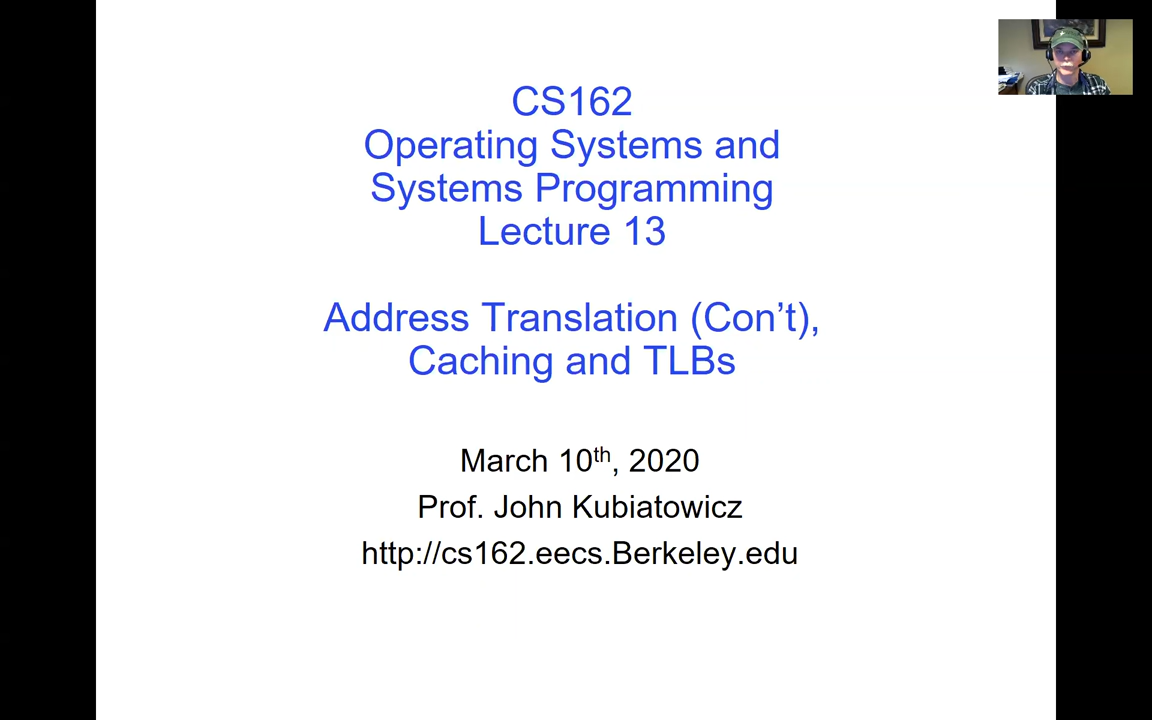 CS162
Operating Systems and
Systems Programming
Lecture 13
Address Translation (Con’t),
Caching and TLBs
March 10th, 2020
Prof. John Kubiatowicz
http://cs162.eecs.Berkeley.edu